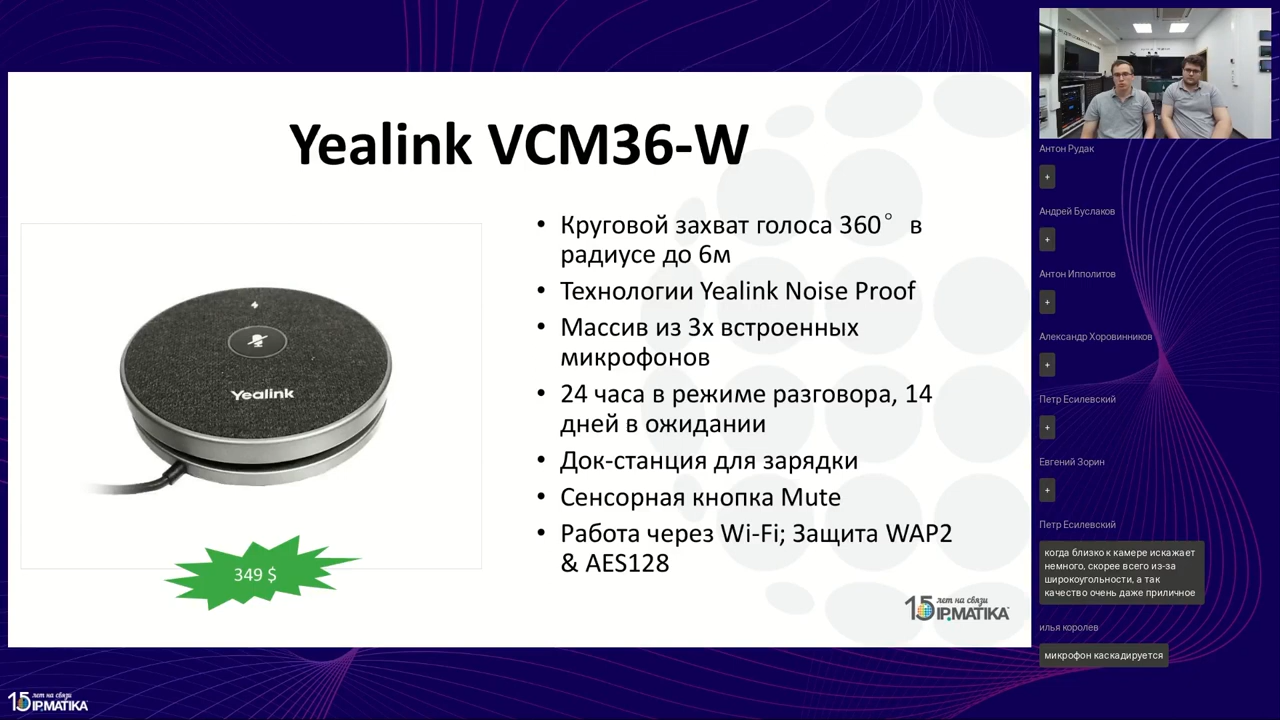 Yealink VCM36-W
Yealink
349 $
• Круговой захват голоса 360° в
радиусе до 6м
• Технологии Yealink Noise Proof
• Массив из 3х встроенных
микрофонов
• 24 часа в режиме разговора, 14
дней в ожидании
• Док-станция для зарядки
• Сенсорная кнопка Mute
• Работа через Wi-Fi; Защита WAP2
& AES128
15 лет на связи
IPMATIKA
15 лет на связи
IPMATIKA
Антон Рудак
+
Андрей Буслаков
+
Антон Ипполитов
+
Александр Хоровинников
+
Петр Есилевский
+
Евгений Зорин
+
Петр Есилевский
когда близко к камере искажает
немного, скорее всего из-за
широкоугольности, а так
качество очень даже приличное
илья королев
микрофон каскадируется